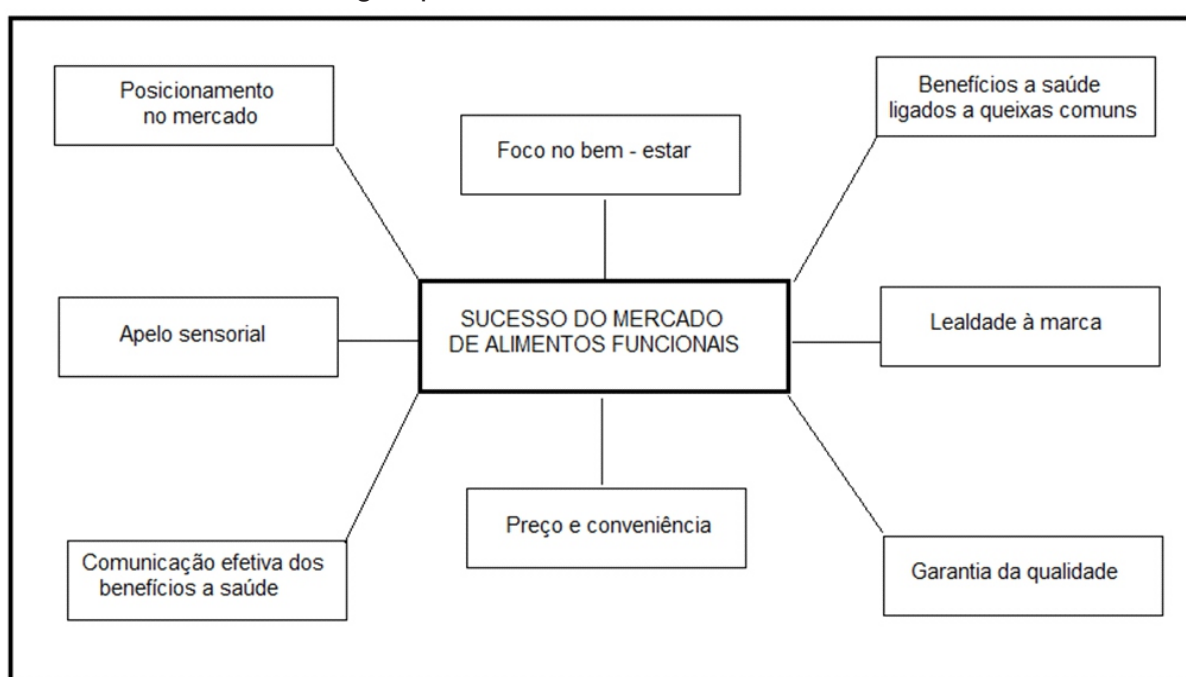 Posicionamento
no mercado
Foco no bem - estar
Benefícios a saúde
ligados a queixas comuns
Apelo sensorial
SUCESSO DO MERCADO
DE ALIMENTOS FUNCIONAIS
Lealdade à marca
Comunicação efetiva dos
benefícios a saúde
Preço e conveniência
Garantia da qualidade